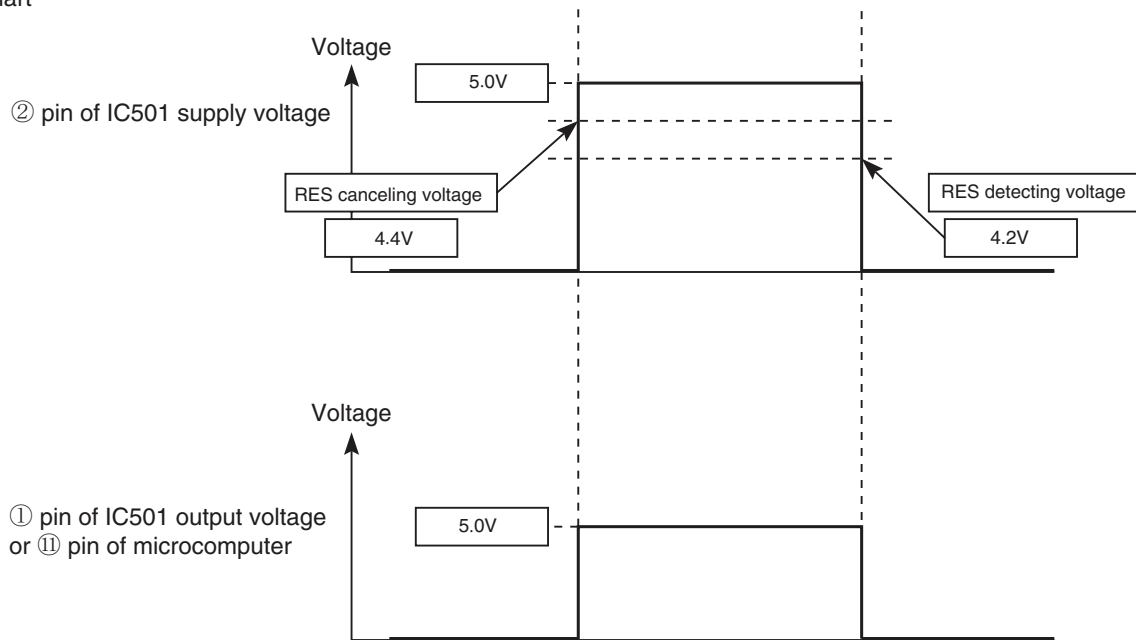 Voltage
5.0V
② pin of IC501 supply voltage
RES canceling voltage
RES detecting voltage
4.4V
4.2V
Voltage
① pin of IC501 output voltage
5.0V
or ⑪ pin of microcomputer